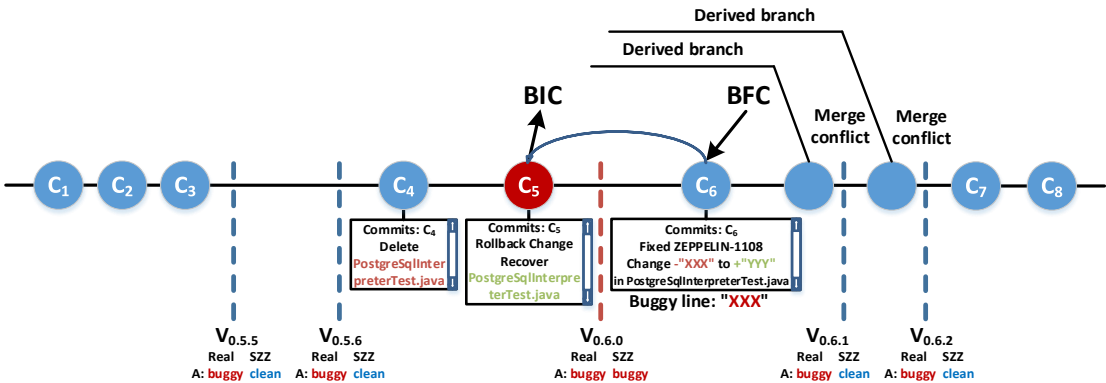 Derived branch
Derived branch
BIC
BFC
Merge conflict
Merge conflict
C1
C2
C3
C4
C5
C6
C7
C8
Commits: C4
Delete
PostgreSqlInter
preterTest.java
Commits: C5
Rollback Change
Recover
PostgreSqlInterpre
terTest.java
Commits: C6
Fixed ZEPPELIN-1108
Change -"XXX" to +"YYY"
in PostgreSqlInterpreterTest.java
Buggy line: "XXX"
V0.5.5
Real SZZ
A: buggy clean
V0.5.6
Real SZZ
A: buggy clean
V0.6.0
Real SZZ
A: buggy buggy
V0.6.1
Real SZZ
A: buggy clean
V0.6.2
Real SZZ
A: buggy clean